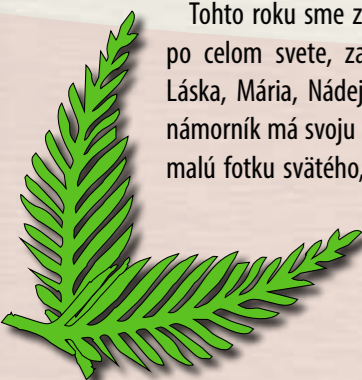 Tohto roku sme z
po celom svete, za
Láska, Mária, Nádej
námorník má svoju
malú fotku svätého,